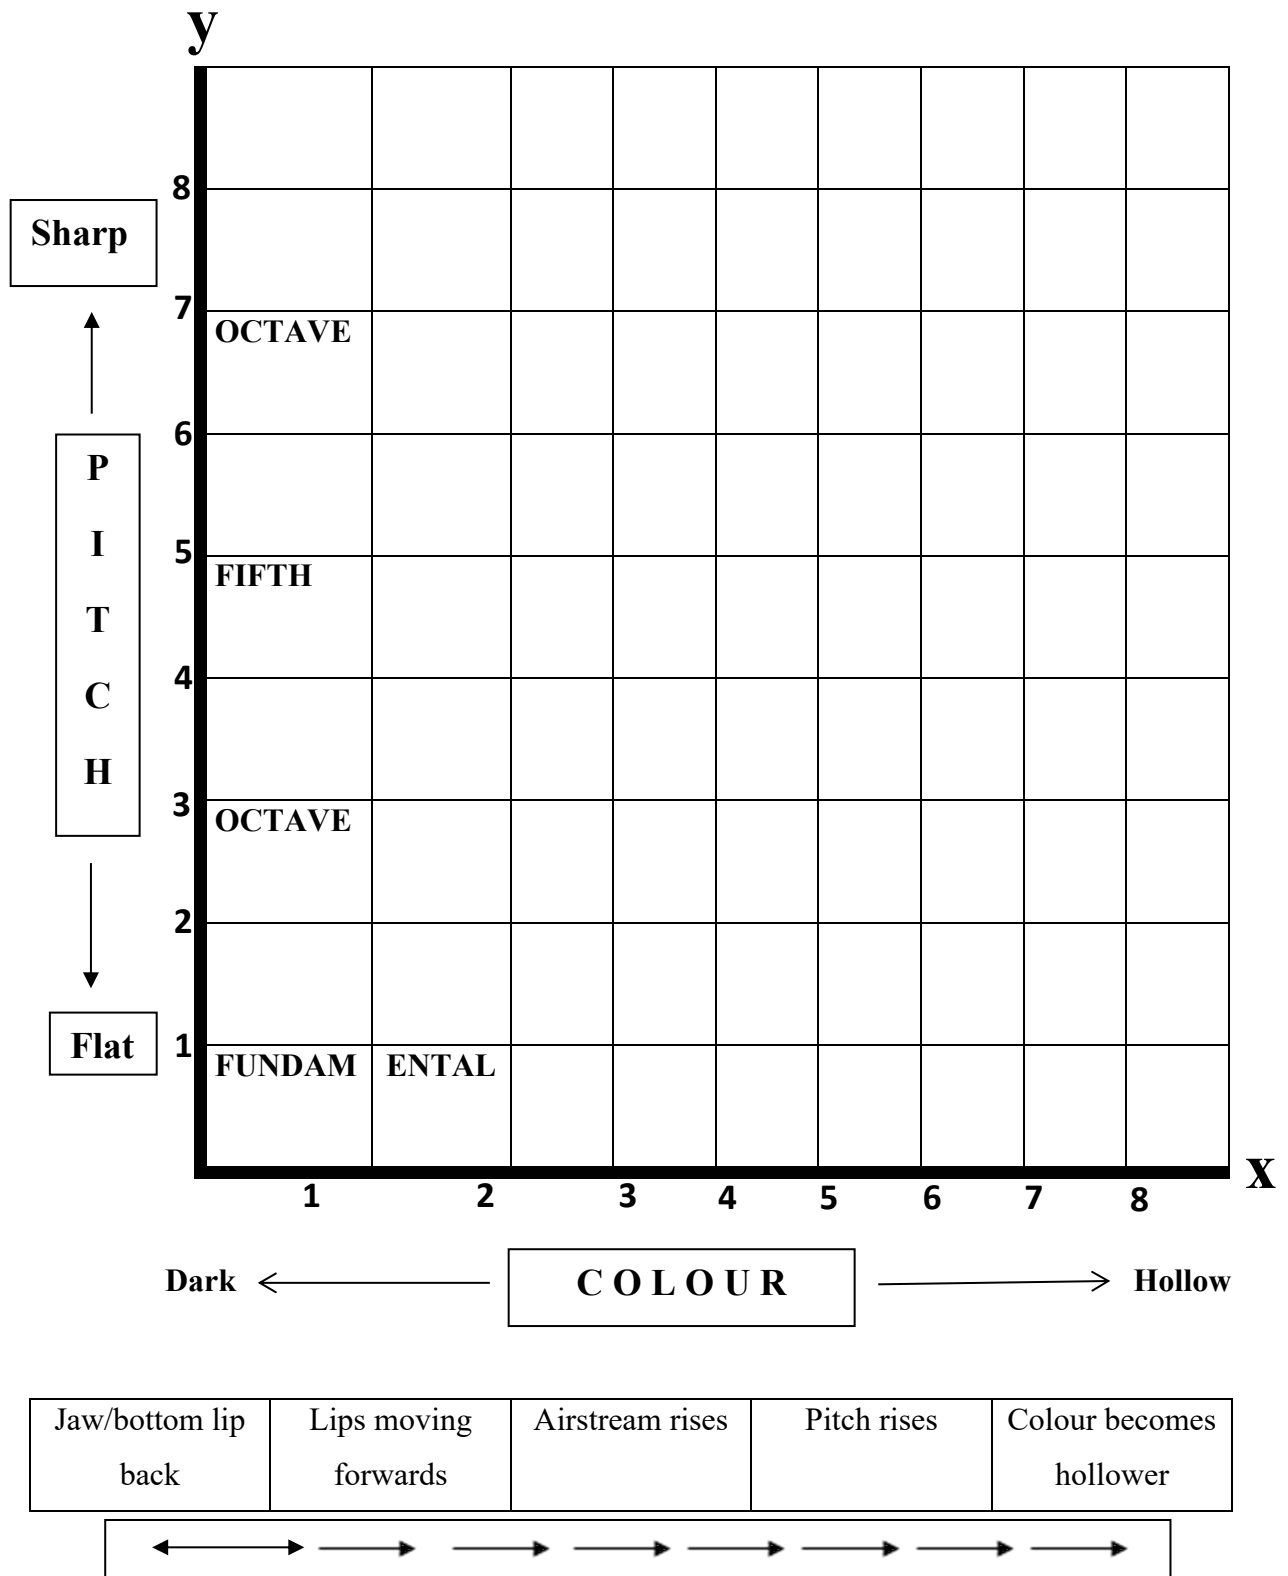 y
8
Sharp
7
OCTAVE
6
P
I
5
FIFTH
T
4
C
H
3
OCTAVE
2
Flat
1
FUNDAM ENTAL
x
1 2 3 4 5 6 7 8
Dark C O L O U R Hollow
Jaw/bottom lip back
Lips moving forwards
Airstream rises
Pitch rises
Colour becomes hollower